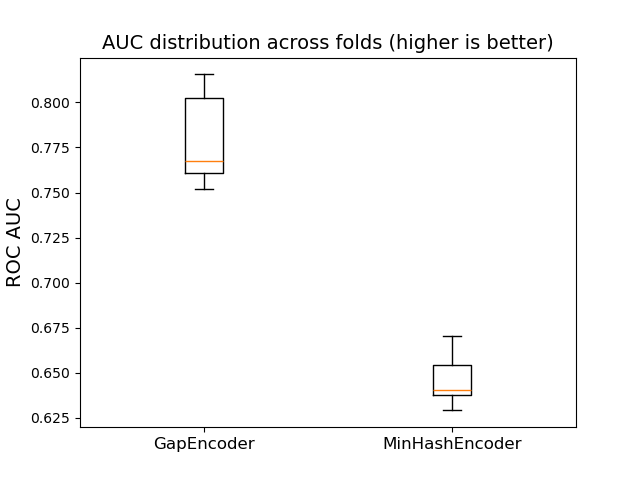 AUC distribution across folds (higher is better)
ROC AUC
0.800
0.775
0.750
0.725
0.700
0.675
0.650
0.625
GapEncoder
MinHashEncoder